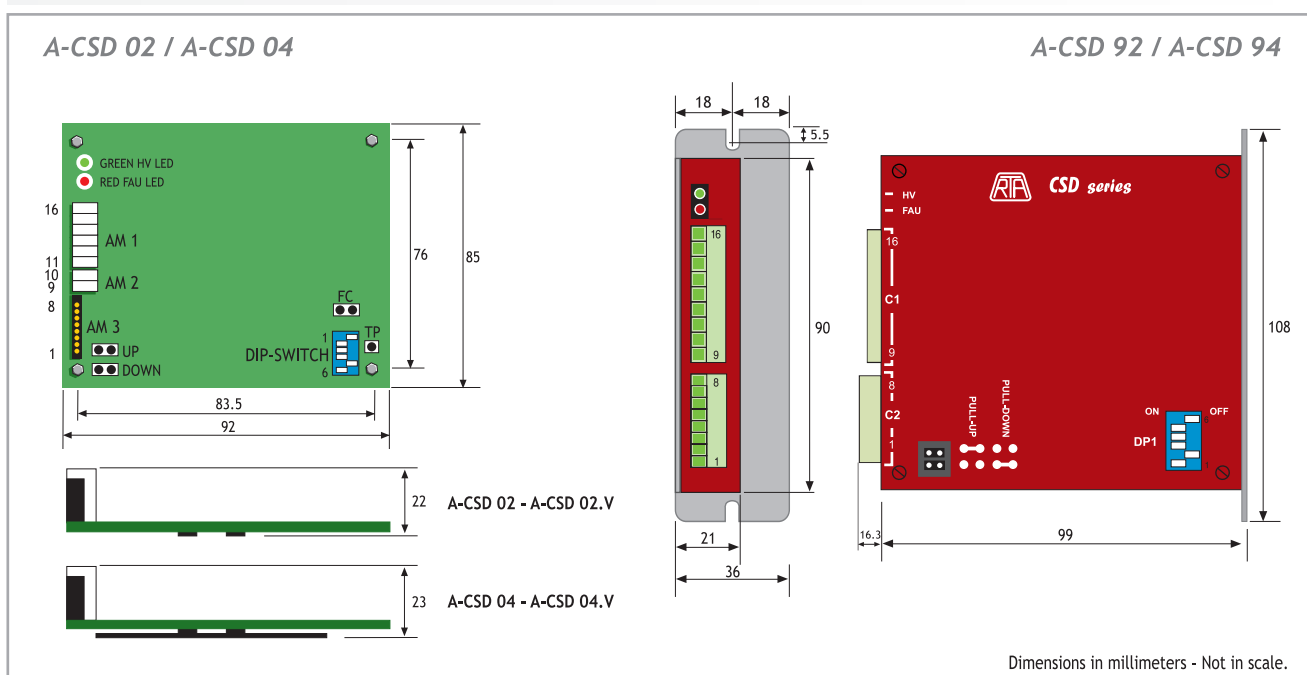 A-CSD 02 / A-CSD 04
A-CSD 92 / A-CSD 94
GREEN HV LED
RED FAU LED
16
AM 1
11
10
AM 2
9
8
AM 3
1
UP
DOWN
FC
TP
1
DIP-SWITCH
6
76
85
83.5
92
22
A-CSD 02 - A-CSD 02.V
23
A-CSD 04 - A-CSD 04.V
18
18
5.5
16
9
8
1
90
21
36
RTA
CSD series
HV
FAU
16
C1
9
8
C2
1
PULL-UP
PULL-DOWN
ON
OFF
6
DP1
1
108
16.3
99
Dimensions in millimeters - Not in scale.